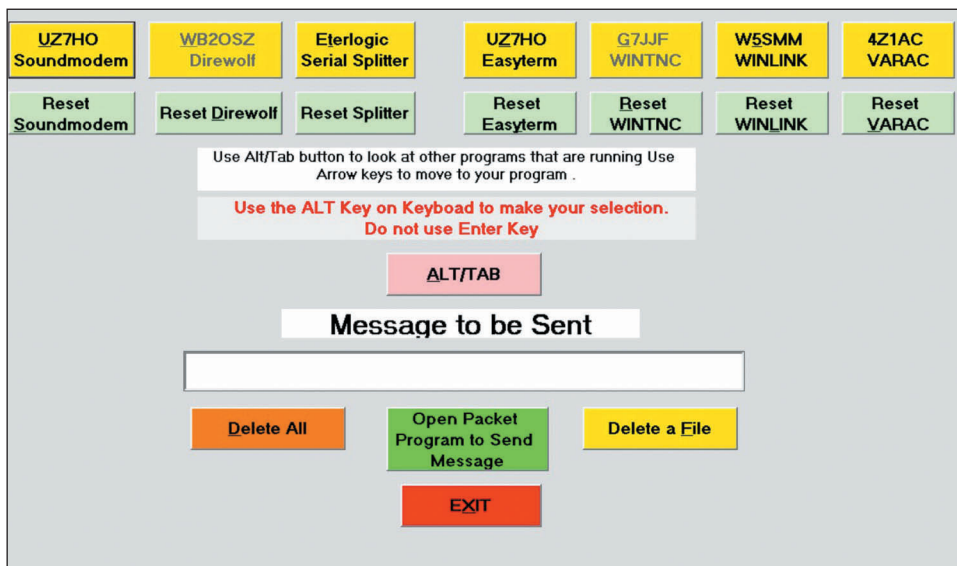 UZ7HO
Soundmodem
WB2OSZ
Direwolf
Eterlogic
Serial Splitter
UZ7HO
Easyterm
G7JJF
WINTNC
W5SMM
WINLINK
4Z1AC
VARAC
Reset
Soundmodem
Reset Direwolf
Reset Splitter
Reset
Easyterm
Reset
WINTNC
Reset
WINLINK
Reset
VARAC
Use Alt/Tab button to look at other programs that are running Use
Arrow keys to move to your program .
Use the ALT Key on Keyboad to make your selection.
Do not use Enter Key
ALT/TAB
Message to be Sent
Delete All
Open Packet
Program to Send
Message
Delete a File
EXIT